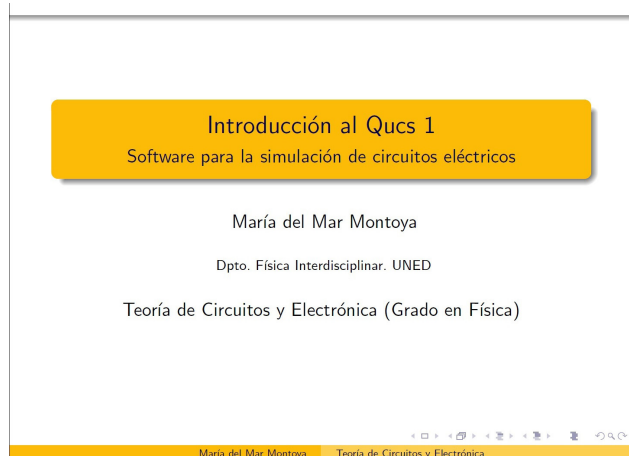 Introducción al Qucs 1
Software para la simulación de circuitos eléctricos
María del Mar Montoya
Dpto. Física Interdisciplinar. UNED
Teoría de Circuitos y Electrónica (Grado en Física)
María del Mar Montoya Teoría de Circuitos y Electrónica